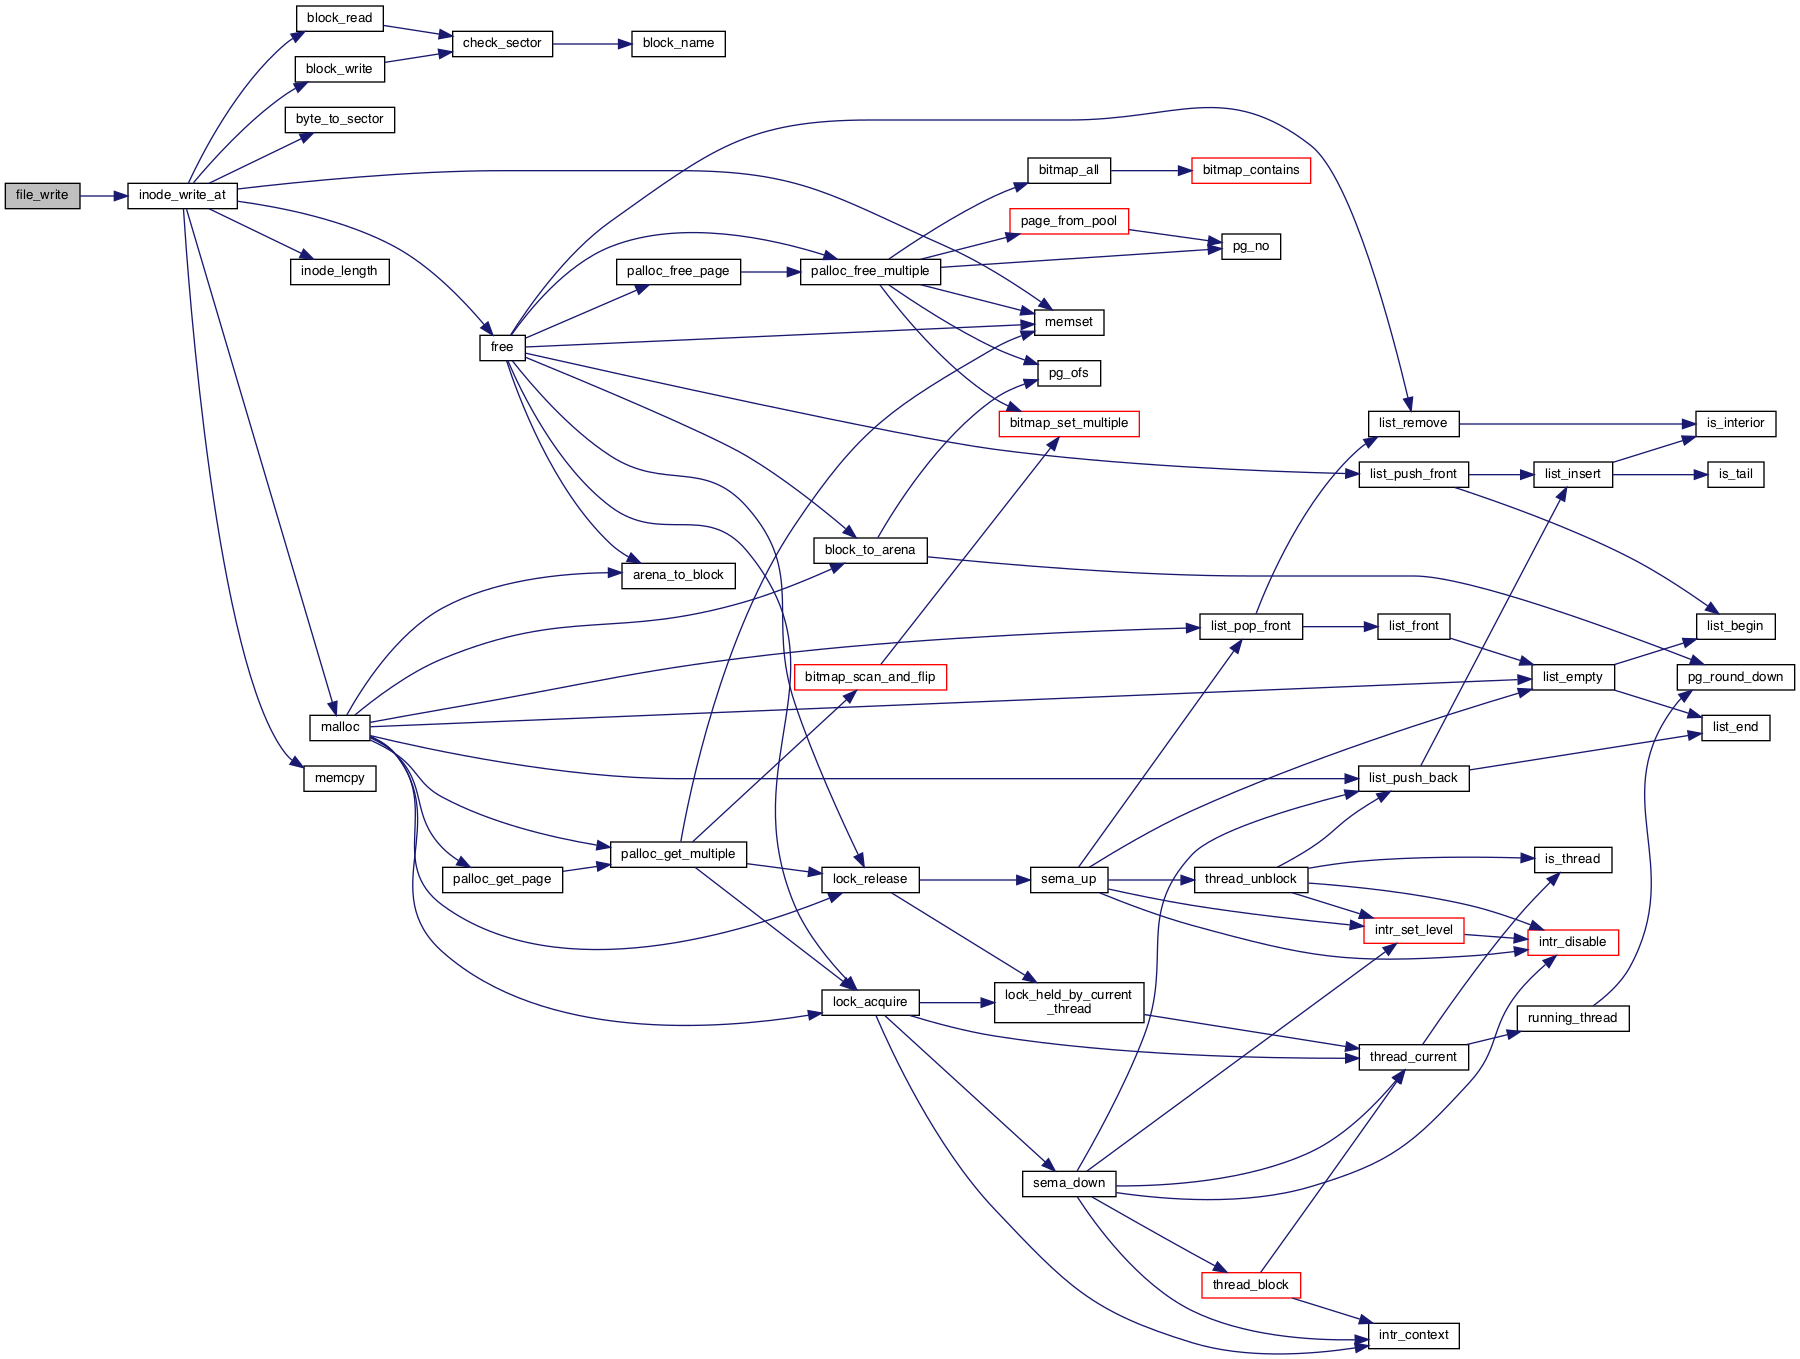 block_read
check_sector
block_name
block_write
byte_to_sector
bitmap_all
bitmap_contains
file_write
inode_write_at
page_from_pool
pg_no
inode_length
palloc_free_page
palloc_free_multiple
memset
free
pg_ofs
bitmap_set_multiple
list_remove
is_interior
list_push_front
list_insert
is_tail
block_to_arena
arena_to_block
list_pop_front
list_front
list_begin
bitmap_scan_and_flip
list_empty
pg_round_down
malloc
list_end
memcpy
list_push_back
palloc_get_multiple
is_thread
palloc_get_page
lock_release
sema_up
thread_unblock
intr_set_level
intr_disable
lock_acquire
lock_held_by_current
_thread
running_thread
thread_current
sema_down
thread_block
intr_context